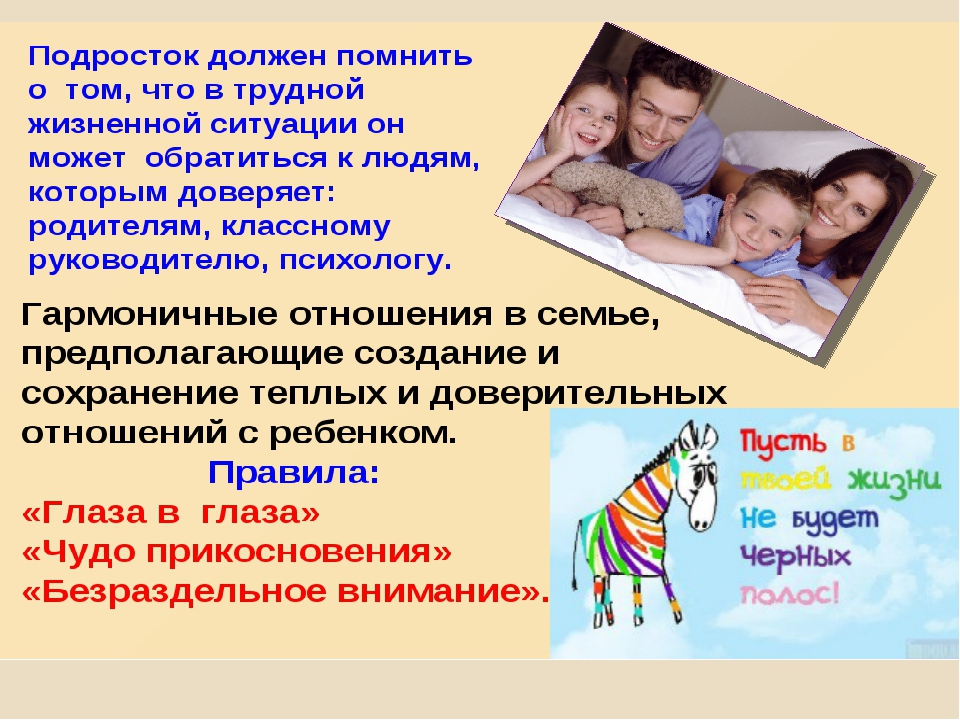 Подросток должен помнить
о том, что в трудной
жизненной ситуации он
может обратиться к людям,
которым доверяет:
родителям, классному
руководителю, психологу.
Гармоничные отношения в семье,
предполагающие создание и
сохранение теплых и доверительных
отношений с ребенком.
Правила:
«Глаза в глаза»
«Чудо прикосновения»
«Безраздельное внимание».
Пусть в
твоей жизни
не будет
черных
полос!